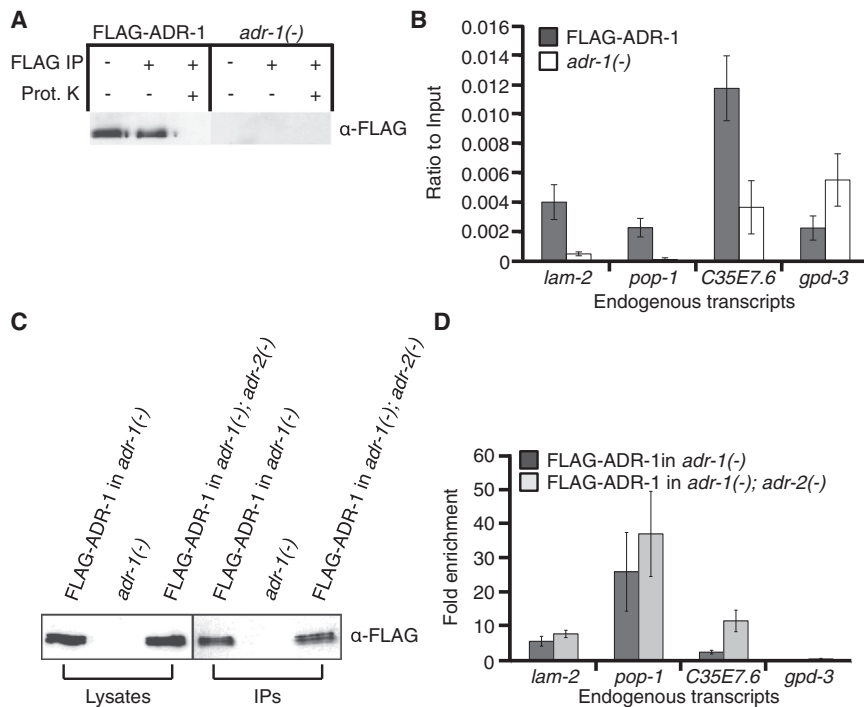 A
FLAG-ADR-1 adr-1(-)
FLAG IP - + + - + +
Prot. K - - + - - +
α-FLAG
B
0.016
0.014
0.012
0.010
0.008
0.006
0.004
0.002
0
Ratio to Input
FLAG-ADR-1
adr-1(-)
lam-2 pop-1 C35E7.6 gpd-3
Endogenous transcripts
C
FLAG-ADR-1 in adr-1(-)
adr-1(-)
FLAG-ADR-1 in adr-1(-); adr-2(-)
FLAG-ADR-1 in adr-1(-)
adr-1(-)
FLAG-ADR-1 in adr-1(-); adr-2(-)
α-FLAG
Lysates IPs
D
60
50
40
30
20
10
0
Fold enrichment
FLAG-ADR-1in adr-1(-)
FLAG-ADR-1 in adr-1(-); adr-2(-)
lam-2 pop-1 C35E7.6 gpd-3
Endogenous transcripts